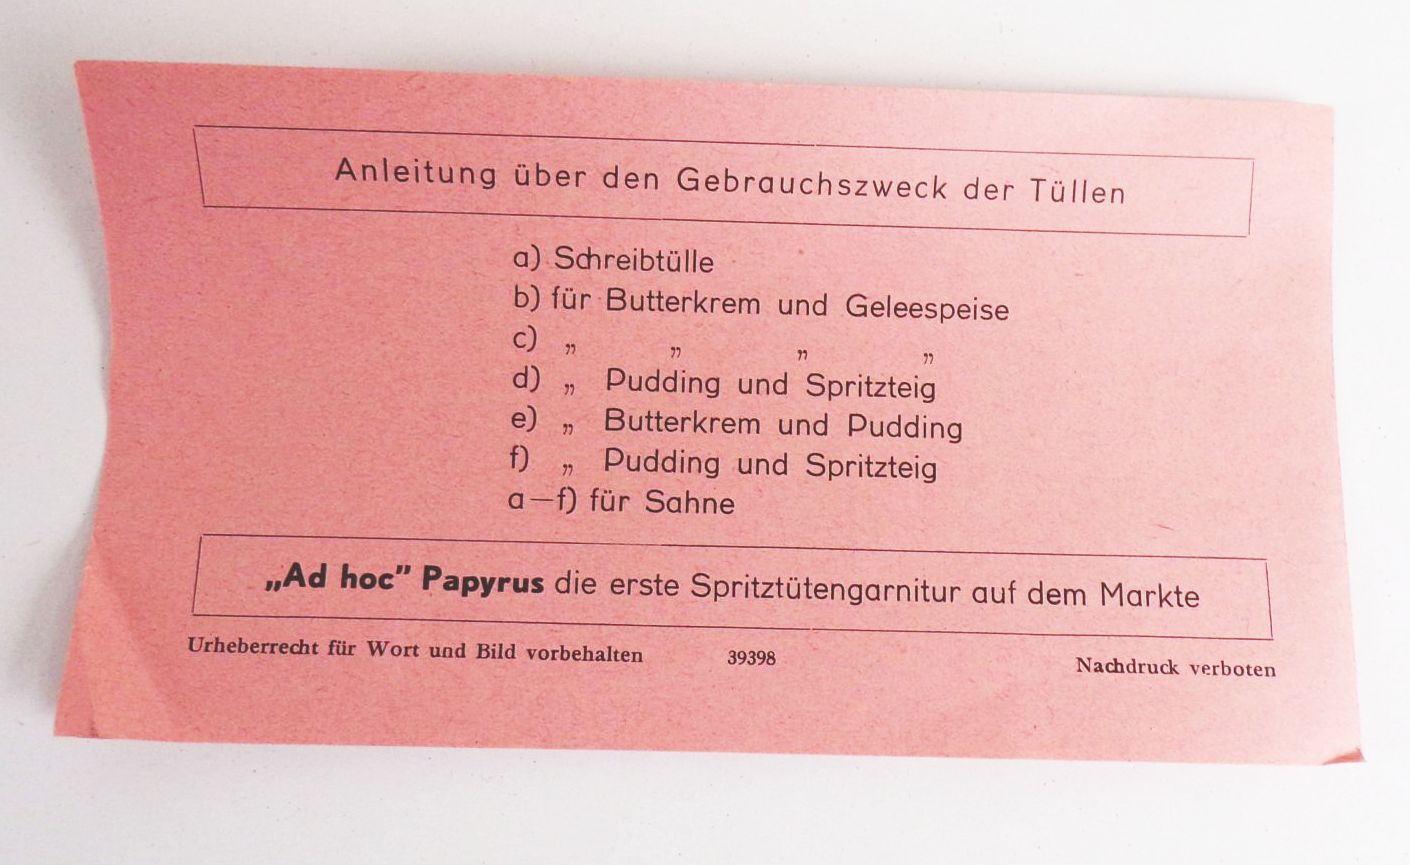 Anleitung über den Gebrauchszweck der Tüllen
a) Schreibtülle
b) für Butterkrem und Geleespeise
c) „ „ „ „
d) „ Pudding und Spritzteig
e) „ Butterkrem und Pudding
f) „ Pudding und Spritzteig
a—f) für Sahne
„Ad hoc” Papyrus die erste Spritztütengarnitur auf dem Markte
Urheberrecht für Wort und Bild vorbehalten 39398 Nachdruck verboten